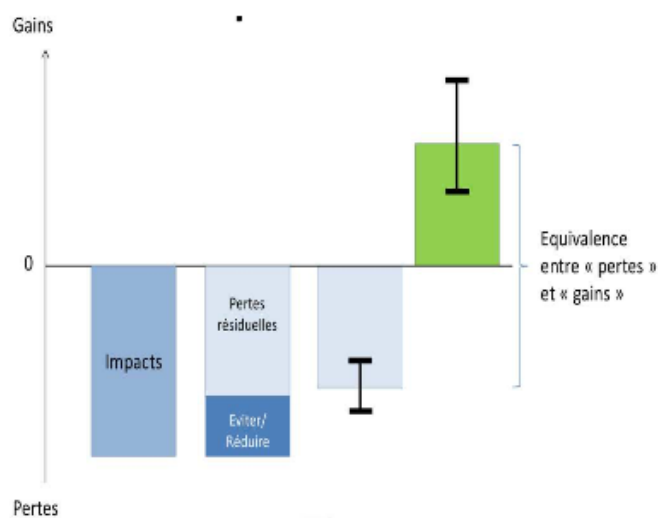 Gains
0
Impacts
Pertes
résiduelles
Eviter/
Réduire
Equivalence
entre « pertes »
et « gains »
Pertes